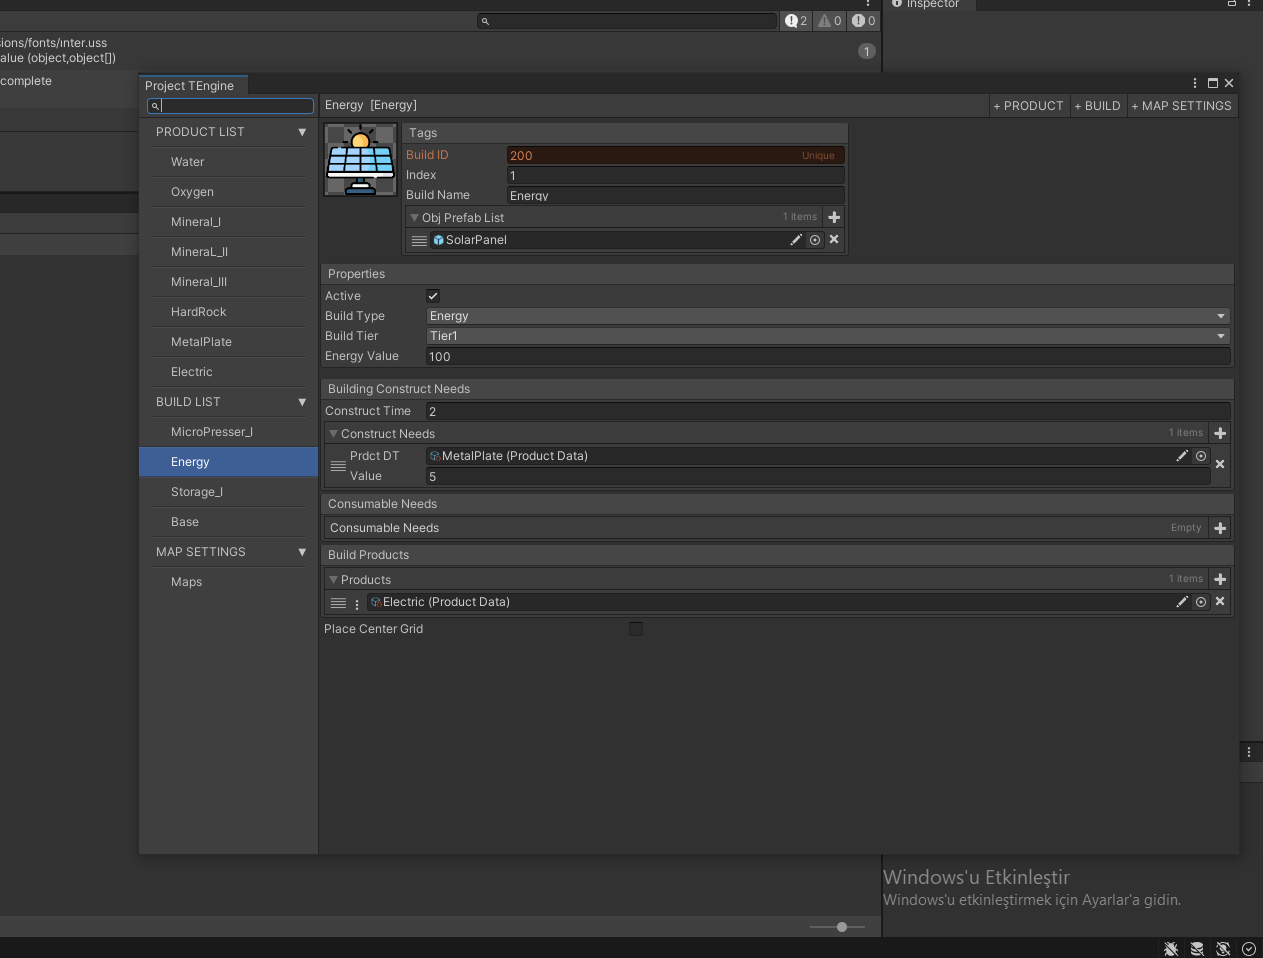 Inspector
2 0 0
sions/fonts/ınter.uss
alue (object,object[])
1
complete
Project TEngine
Energy [Energy]
+ PRODUCT
+ BUILD
+ MAP SETTINGS
PRODUCT LIST
Water
Oxygen
Mineral_I
MineraL_II
Mineral_III
HardRock
MetalPlate
Electric
BUILD LIST
MicroPresser_I
Energy
Storage_I
Base
MAP SETTINGS
Maps
Tags
Build ID 200 Unique
Index 1
Build Name Energy
Obj Prefab List 1 items
SolarPanel
Properties
Active
Build Type Energy
Build Tier Tier1
Energy Value 100
Building Construct Needs
Construct Time 2
Construct Needs 1 items
Prdct DT MetalPlate (Product Data)
Value 5
Consumable Needs
Consumable Needs Empty
Build Products
Products 1 items
Electric (Product Data)
Place Center Grid
Windows'u Etkinleştir
Windows'u etkinleştirmek için Ayarlar'a gidin.